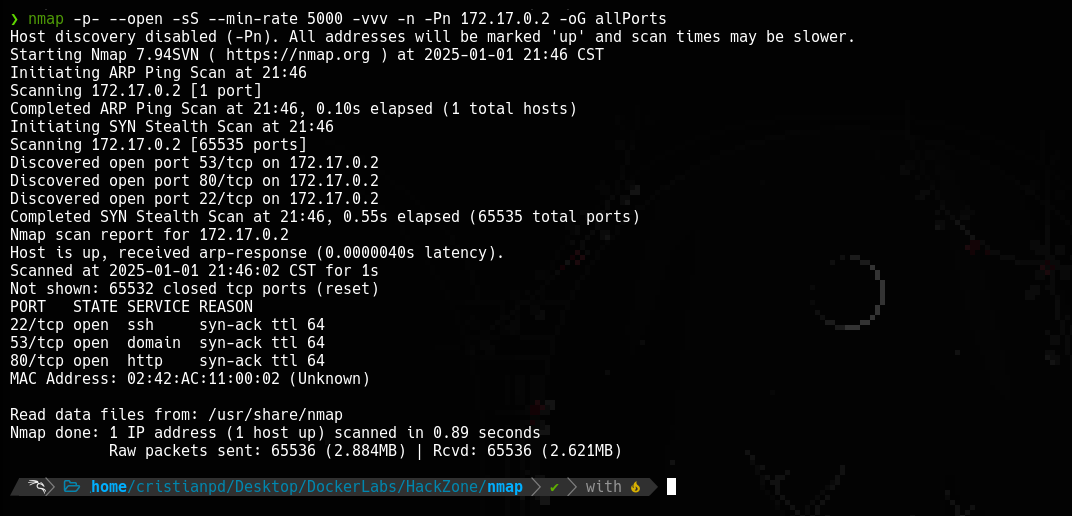 ❯ nmap -p- --open -sS --min-rate 5000 -vvv -n -Pn 172.17.0.2 -oG allPorts
Host discovery disabled (-Pn). All addresses will be marked 'up' and scan times may be slower.
Starting Nmap 7.94SVN ( https://nmap.org ) at 2025-01-01 21:46 CST
Initiating ARP Ping Scan at 21:46
Scanning 172.17.0.2 [1 port]
Completed ARP Ping Scan at 21:46, 0.10s elapsed (1 total hosts)
Initiating SYN Stealth Scan at 21:46
Scanning 172.17.0.2 [65535 ports]
Discovered open port 53/tcp on 172.17.0.2
Discovered open port 80/tcp on 172.17.0.2
Discovered open port 22/tcp on 172.17.0.2
Completed SYN Stealth Scan at 21:46, 0.55s elapsed (65535 total ports)
Nmap scan report for 172.17.0.2
Host is up, received arp-response (0.0000040s latency).
Scanned at 2025-01-01 21:46:02 CST for 1s
Not shown: 65532 closed tcp ports (reset)
PORT   STATE SERVICE REASON
22/tcp open  ssh     syn-ack ttl 64
53/tcp open  domain  syn-ack ttl 64
80/tcp open  http    syn-ack ttl 64
MAC Address: 02:42:AC:11:00:02 (Unknown)
Read data files from: /usr/share/nmap
Nmap done: 1 IP address (1 host up) scanned in 0.89 seconds
Raw packets sent: 65536 (2.884MB) | Rcvd: 65536 (2.621MB)
home/cristianpd/Desktop/DockerLabs/HackZone/nmap ✔ with